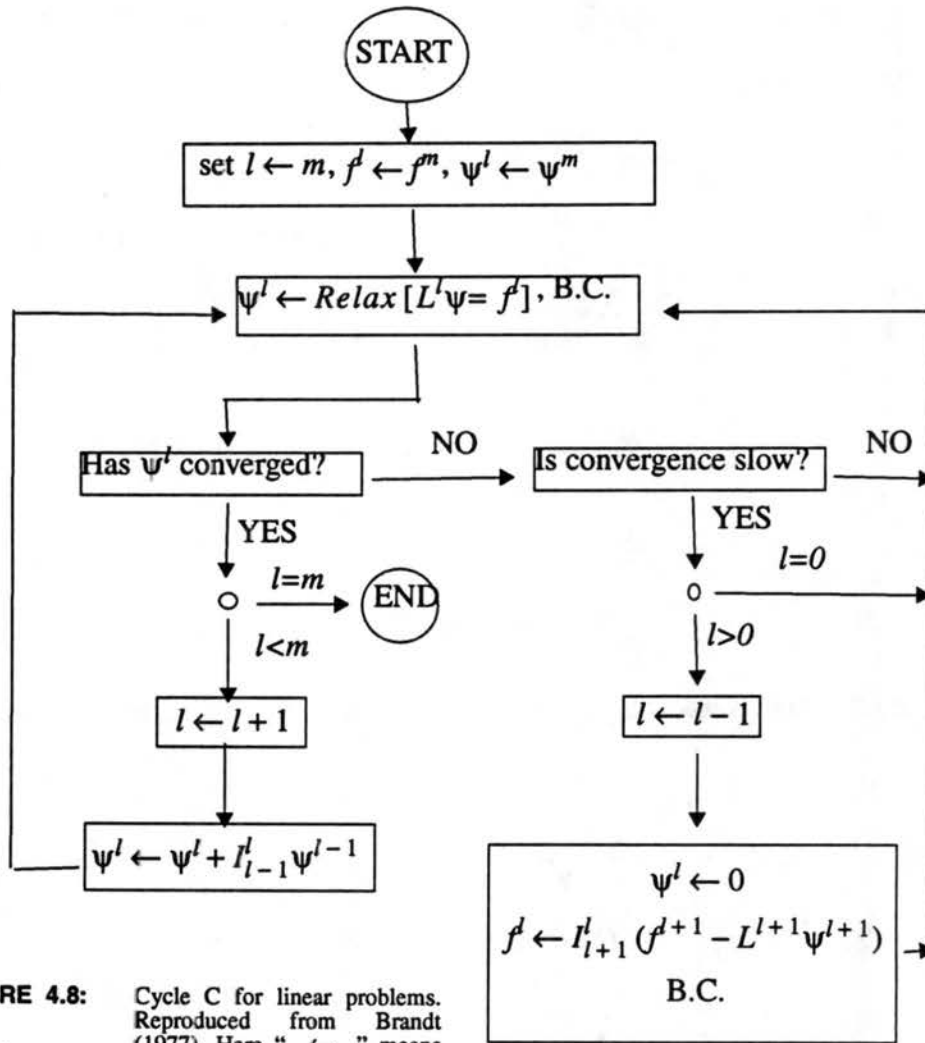 START
set l ← m, f^l ← f^m, ψ^l ← ψ^m
ψ^l ← Relax [L^l ψ = f^l], B.C.
Has ψ^l converged?
NO
Is convergence slow?
NO
YES
YES
l=m
END
l=0
l<m
l>0
l ← l + 1
l ← l − 1
ψ^l ← ψ^l + I^l_{l−1} ψ^{l−1}
ψ^l ← 0
f^l ← I^l_{l+1} (f^{l+1} − L^{l+1} ψ^{l+1})
B.C.
RE 4.8: Cycle C for linear problems.
Reproduced from Brandt
(1977). Here "... ← ..." means